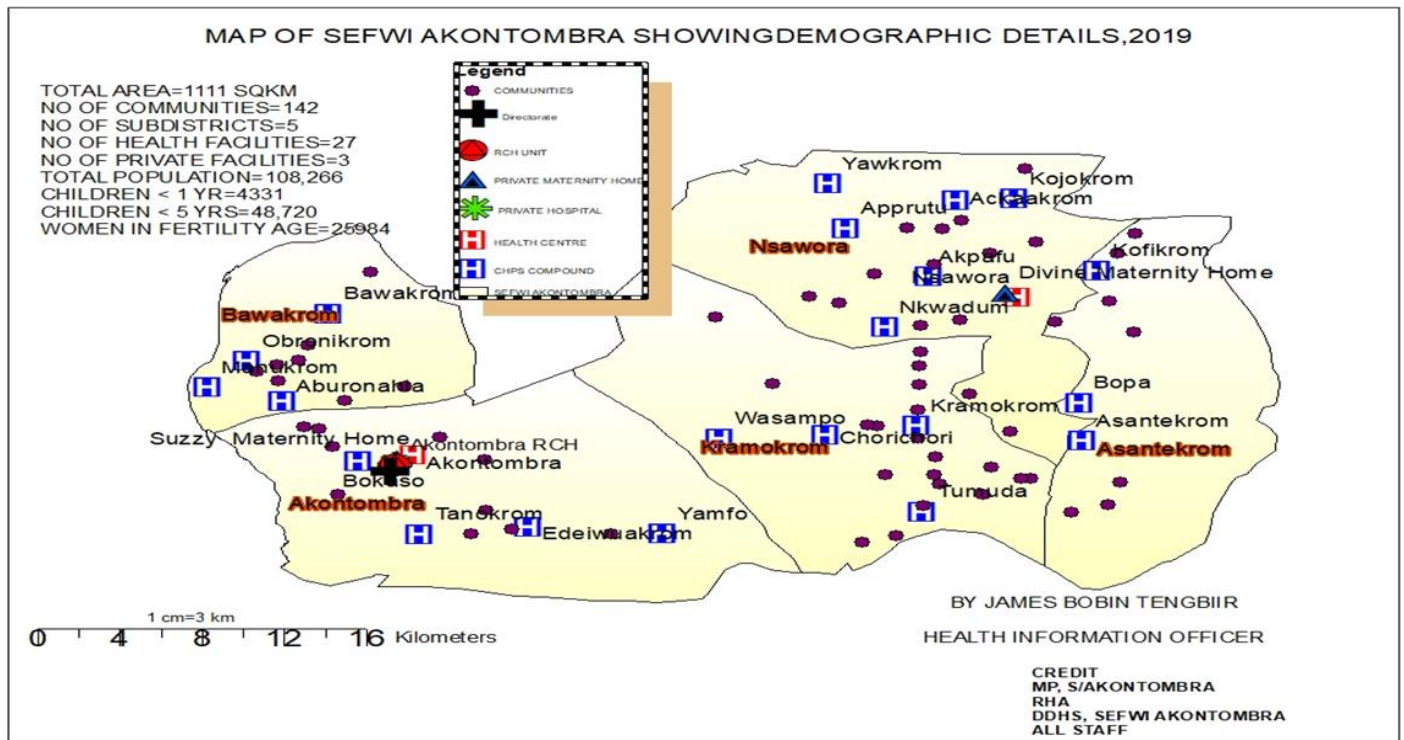 MAP OF SEFWI AKONTOMBRA SHOWINGDEMOGRAPHIC DETAILS,2019
TOTAL AREA=1111 SQKM
NO OF COMMUNITIES=142
NO OF SUBDISTRICTS=5
NO OF HEALTH FACILITIES=27
NO OF PRIVATE FACILITIES=3
TOTAL POPULATION=108,266
CHILDREN < 1 YR=4331
CHILDREN < 5 YRS=48,720
WOMEN IN FERTILITY AGE=25984
Legend
COMMUNITIES
Directorate
RCH UNIT
PRIVATE MATERNITY HOME
PRIVATE HOSPITAL
H HEALTH CENTRE
H CHPS COMPOUND
SEFWI AKONTOMBRA
Yawkrom
Kojokrom
Ackaakrom
Apprutu
Nsawora
Kofikrom
Akpafu
Nsawora
Divine Maternity Home
Nkwadum
Bawakrom
Bawakrom
Obronikrom
Manukrom
Aburonahta
Bopa
Kramokrom
Wasampo
Asantekrom
Chorichori
Kramokrom
Asantekrom
Suzzy Maternity Home
Akontombra RCH
Akontombra
Bokaso
Akontombra
Tumuda
Tanokrom
Edeiwuakrom
Yamfo
BY JAMES BOBIN TENGBIIR
HEALTH INFORMATION OFFICER
1 cm=3 km
0 4 8 12 16 Kilometers
CREDIT
MP, S/AKONTOMBRA
RHA
DDHS, SEFWI AKONTOMBRA
ALL STAFF